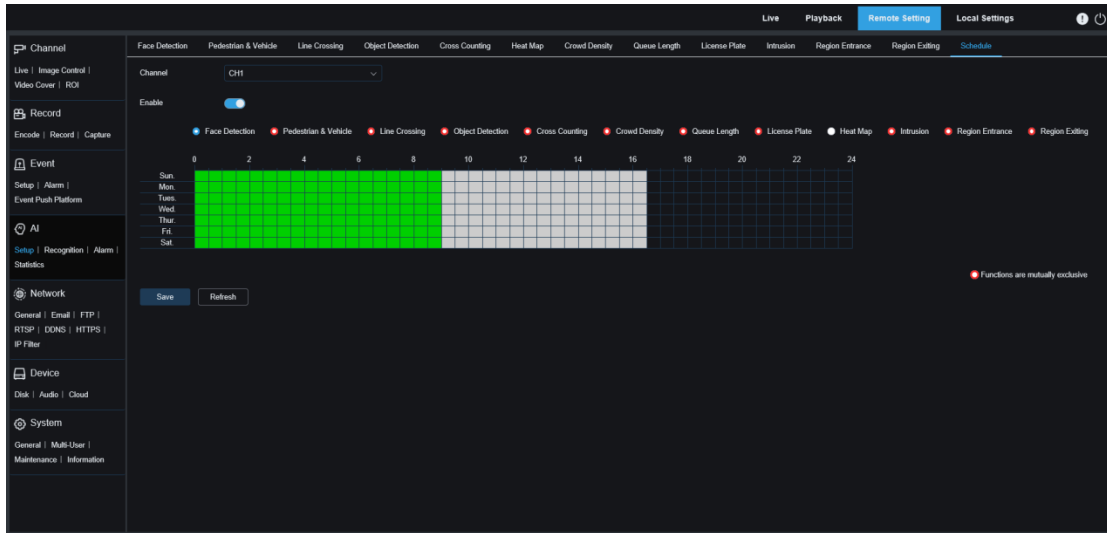 Live Playback Remote Setting Local Settings
Channel
Live | Image Control |
Video Cover | ROI
Record
Encode | Record | Capture
Event
Setup | Alarm |
Event Push Platform
AI
Setup | Recognition | Alarm |
Statistics
Network
General | Email | FTP |
RTSP | DDNS | HTTPS |
IP Filter
Device
Disk | Audio | Cloud
System
General | Multi-User |
Maintenance | Information
Face Detection Pedestrian & Vehicle Line Crossing Object Detection Cross Counting Heat Map Crowd Density Queue Length License Plate Intrusion Region Entrance Region Exiting Schedule
Channel CH1
Enable
Face Detection Pedestrian & Vehicle Line Crossing Object Detection Cross Counting Crowd Density Queue Length License Plate Heat Map Intrusion Region Entrance Region Exiting
0 2 4 6 8 10 12 14 16 18 20 22 24
Sun.
Mon.
Tues.
Wed.
Thur.
Fri.
Sat.
Functions are mutually exclusive
Save Refresh